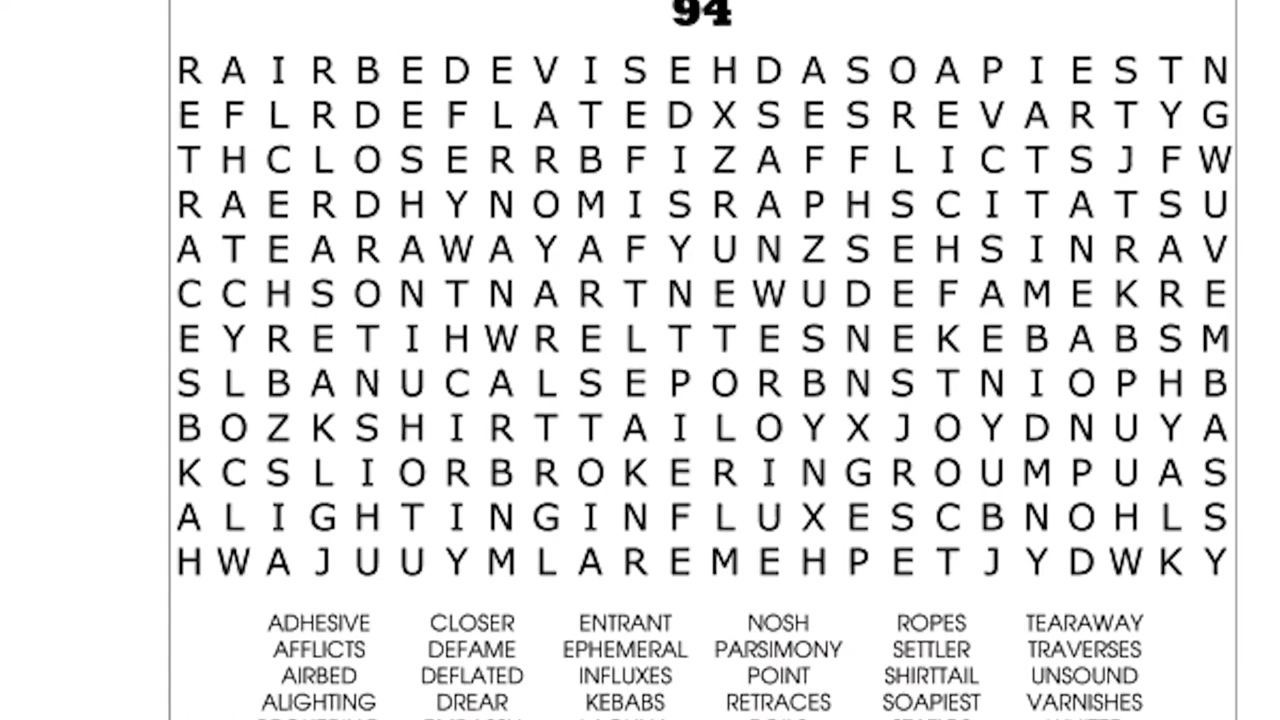 94
R A I R B E D E V I S E H D A S O A P I E S T N
E F L R D E F L A T E D X S E S R E V A R T Y G
T H C L O S E R R B F I Z A F F L I C T S J F W
R A E R D H Y N O M I S R A P H S C I T A T S U
A T E A R A W A Y A F Y U N Z S E H S I N R A V
C C H S O N T N A R T N E W U D E F A M E K R E
E Y R E T I H W R E L T T E S N E K E B A B S M
S L B A N U C A L S E P O R B N S T N I O P H B
B O Z K S H I R T T A I L O Y X J O Y D N U Y A
K C S L I O R B R O K E R I N G R O U M P U A S
A L I G H T I N G I N F L U X E S C B N O H L S
H W A J U U Y M L A R E M E H P E T J Y D W K Y
ADHESIVE CLOSER ENTRANT NOSH ROPES TEARAWAY
AFFLICTS DEFAME EPHEMERAL PARSIMONY SETTLER TRAVERSES
AIRBED DEFLATED INFLUXES POINT SHIRTTAIL UNSOUND
ALIGHTING DREAR KEBABS RETRACES SOAPIEST VARNISHES